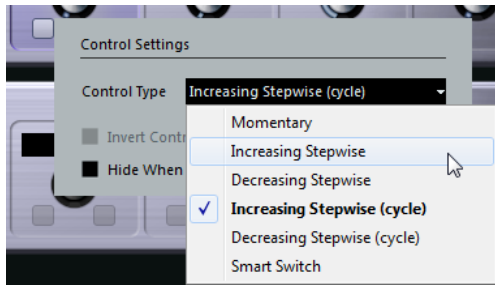 Control Settings
Control Type Increasing Stepwise (cycle)
Momentary
Invert Contr
Increasing Stepwise
Hide When
Decreasing Stepwise
Increasing Stepwise (cycle)
Decreasing Stepwise (cycle)
Smart Switch